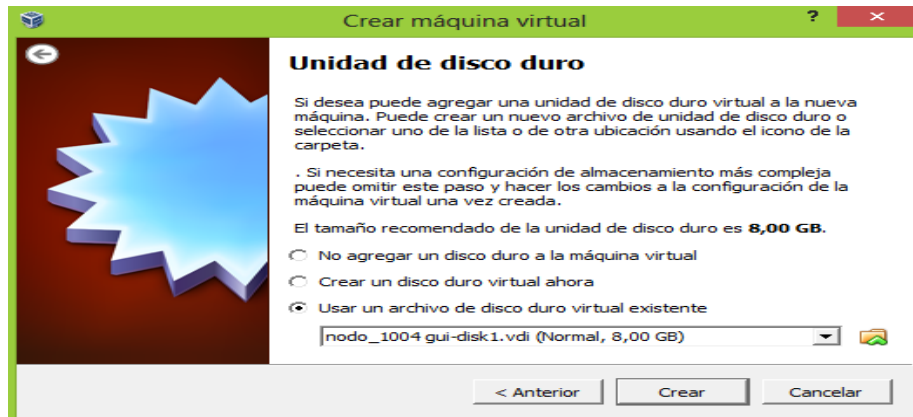 Crear máquina virtual
?
×
Unidad de disco duro
Si desea puede agregar una unidad de disco duro virtual a la nueva
máquina. Puede crear un nuevo archivo de unidad de disco duro o
seleccionar uno de la lista o de otra ubicación usando el icono de la
carpeta.
. Si necesita una configuración de almacenamiento más compleja
puede omitir este paso y hacer los cambios a la configuración de la
máquina virtual una vez creada.
El tamaño recomendado de la unidad de disco duro es 8,00 GB.
No agregar un disco duro a la máquina virtual
Crear un disco duro virtual ahora
Usar un archivo de disco duro virtual existente
nodo_1004 gui-disk1.vdi (Normal, 8,00 GB)
< Anterior
Crear
Cancelar